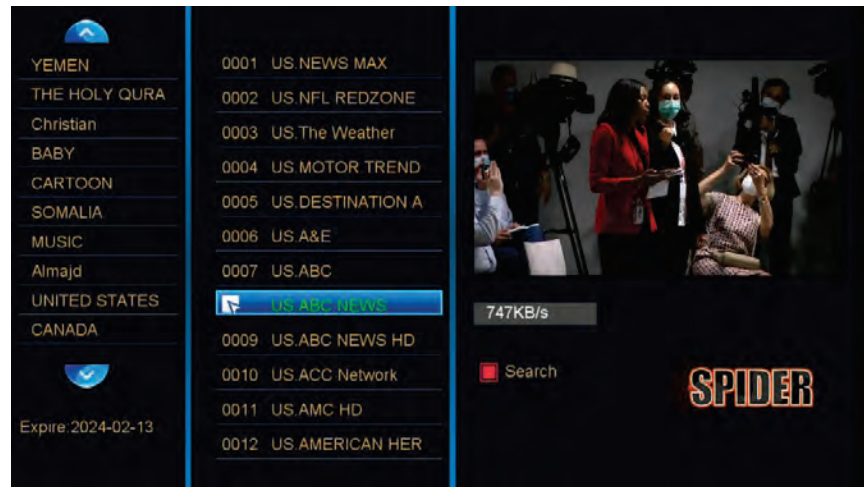 YEMEN
THE HOLY QURA
Christian
BABY
CARTOON
SOMALIA
MUSIC
Almajd
UNITED STATES
CANADA
Expire:2024-02-13
0001 US.NEWS MAX
0002 US.NFL REDZONE
0003 US.The Weather
0004 US.MOTOR TREND
0005 US.DESTINATION A
0006 US.A&E
0007 US.ABC
US.ABC NEWS
0009 US.ABC NEWS HD
0010 US.ACC Network
0011 US.AMC HD
0012 US.AMERICAN HER
747KB/s
Search
SPIDER